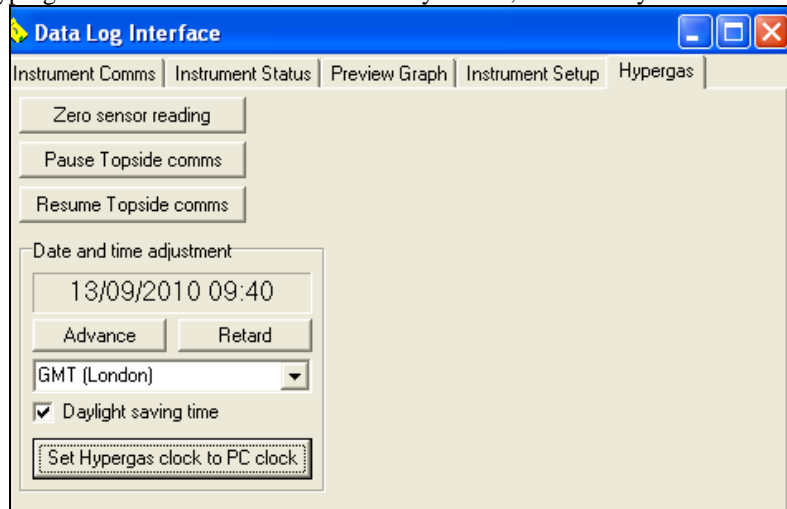 Data Log Interface
Instrument Comms Instrument Status Preview Graph Instrument Setup Hypergas
Zero sensor reading
Pause Topside comms
Resume Topside comms
Date and time adjustment
13/09/2010 09:40
Advance Retard
GMT (London)
Daylight saving time
Set Hypergas clock to PC clock